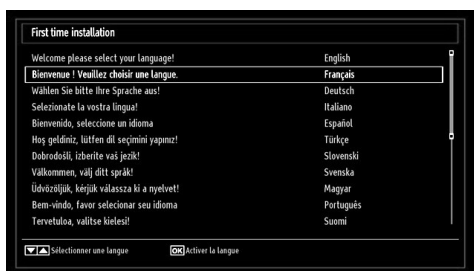 First time installation
Welcome please select your language! English
Bienvenue ! Veuillez choisir une langue. Français
Wählen Sie bitte Ihre Sprache aus! Deutsch
Selezionate la vostra lingua! Italiano
Bienvenido, seleccione un idioma Español
Hoş geldiniz, lütfen dil seçimini yapınız! Türkçe
Dobrodošli, izberite vaš jezik! Slovenski
Välkommen, välj ditt språk! Svenska
Üdvözöljük, kérjük válassza ki a nyelvet! Magyar
Bem-vindo, favor selecionar seu idioma Português
Tervetuloa, valitse kielesi! Suomi
Sélectionner une langue OK Activer la langue